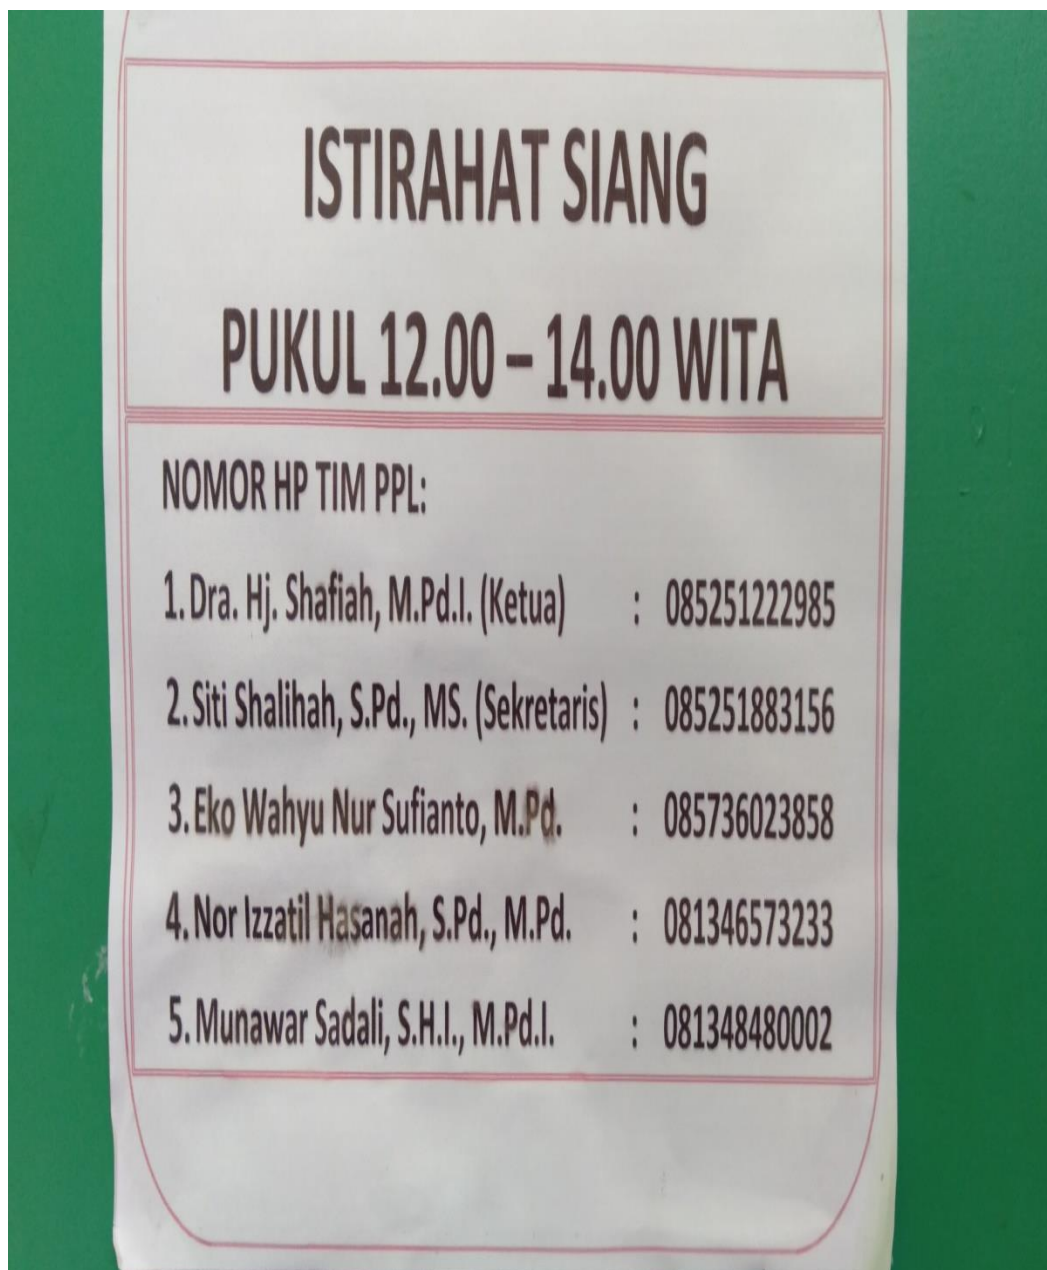 ISTIRAHAT SIANG
PUKUL 12.00 – 14.00 WITA
NOMOR HP TIM PPL:
1. Dra. Hj. Shafiah, M.Pd.I. (Ketua) : 085251222985
2. Siti Shalihah, S.Pd., MS. (Sekretaris) : 085251883156
3. Eko Wahyu Nur Sufianto, M.Pd. : 085736023858
4. Nor Izzatil Hasanah, S.Pd., M.Pd. : 081346573233
5. Munawar Sadali, S.H.I., M.Pd.I. : 081348480002